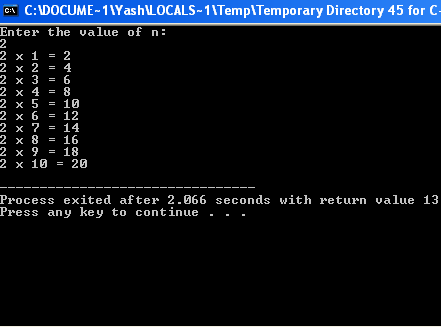 C:\DOCUME~1\Yash\LOCALS~1\Temp\Temporary Directory 45 for C-
Enter the value of n:
2
2 x 1 = 2
2 x 2 = 4
2 x 3 = 6
2 x 4 = 8
2 x 5 = 10
2 x 6 = 12
2 x 7 = 14
2 x 8 = 16
2 x 9 = 18
2 x 10 = 20
--------------------------------
Process exited after 2.066 seconds with return value 13
Press any key to continue . . .